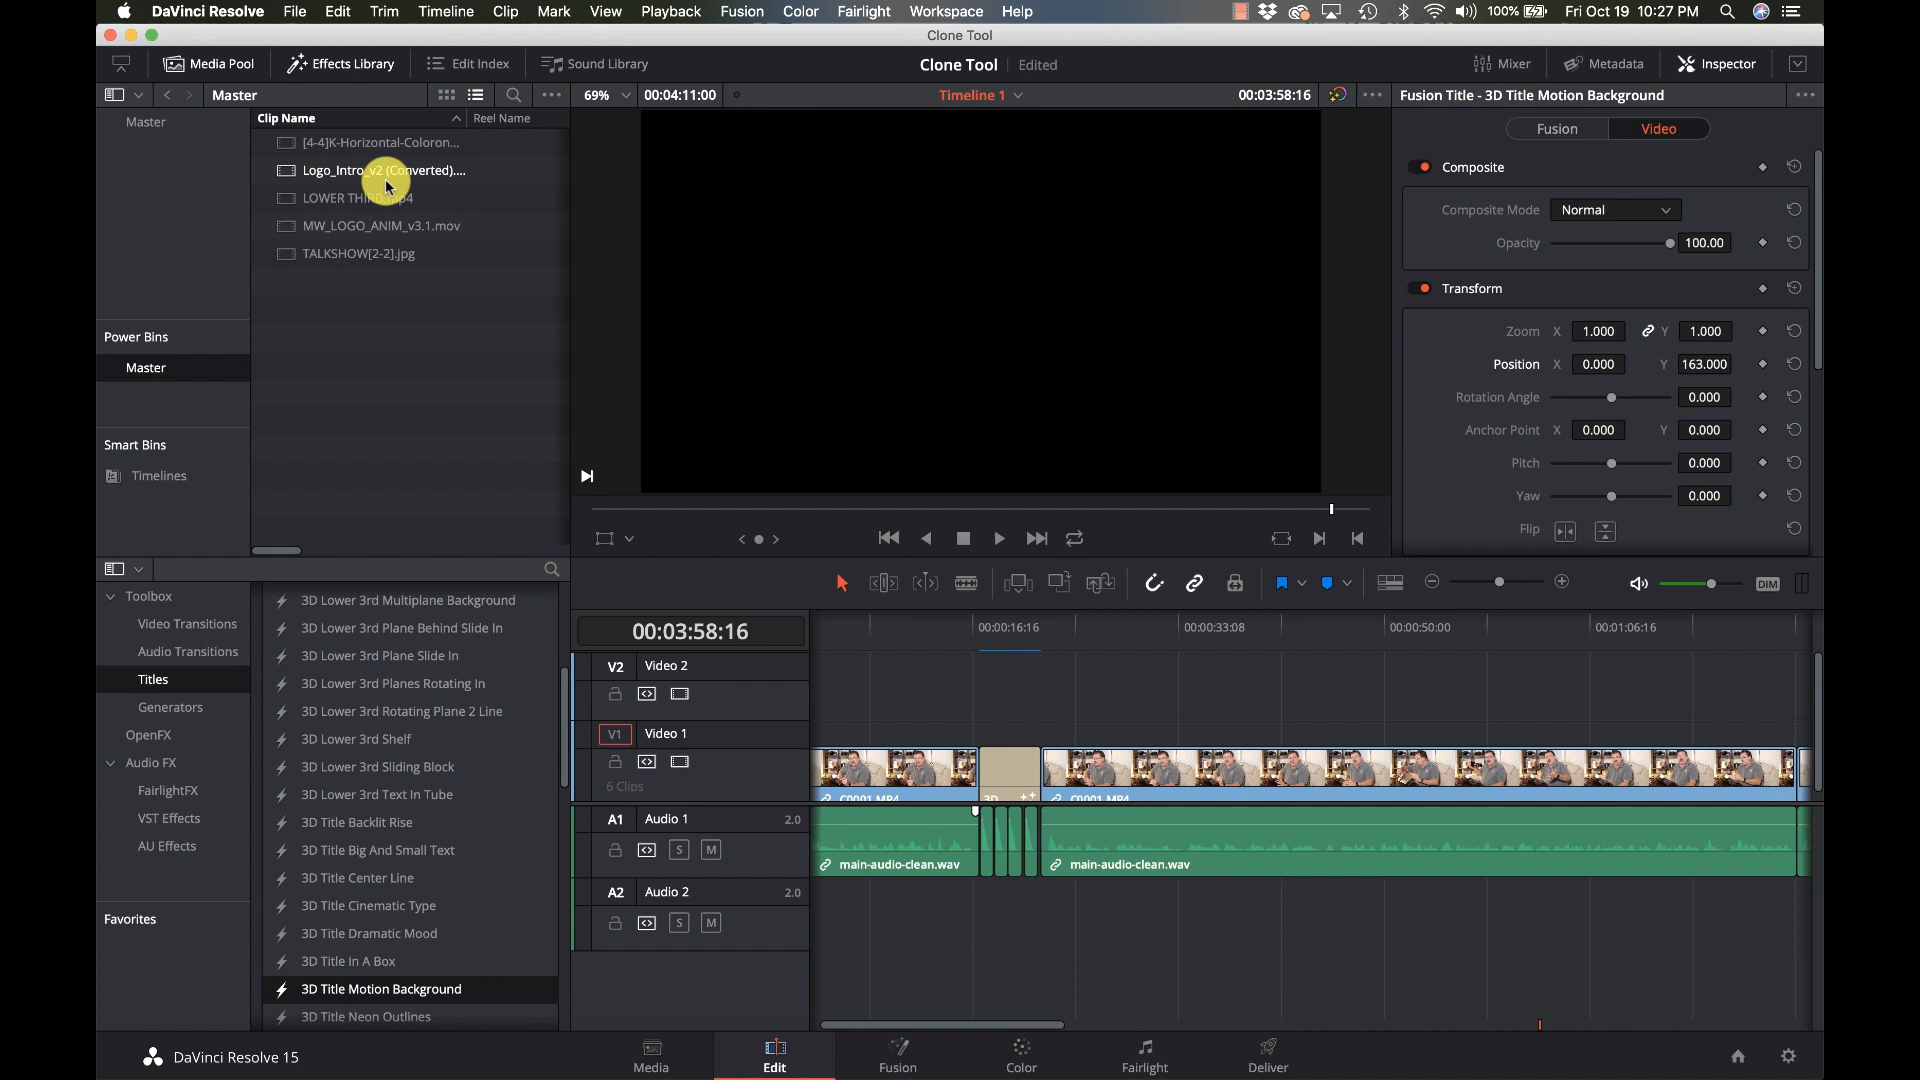 DaVinci Resolve File Edit Trim Timeline Clip Mark View Playback Fusion Color Fairlight Workspace Help 100% Fri Oct 19 10:27 PM
Clone Tool
Media Pool Effects Library Edit Index Sound Library Clone Tool Edited Mixer Metadata Inspector
Master 69% 00:04:11:00 Timeline 1 00:03:58:16 Fusion Title - 3D Title Motion Background
Master
Clip Name Reel Name
[4-4]K-Horizontal-Coloron...
Logo_Intro_v2 (Converted)....
LOWER THIRD.mp4
MW_LOGO_ANIM_v3.1.mov
TALKSHOW[2-2].jpg
Power Bins
Master
Smart Bins
Timelines
Fusion Video
Composite
Composite Mode Normal
Opacity 100.00
Transform
Zoom X 1.000 Y 1.000
Position X 0.000 Y 163.000
Rotation Angle 0.000
Anchor Point X 0.000 Y 0.000
Pitch 0.000
Yaw 0.000
Flip
Toolbox
Video Transitions
Audio Transitions
Titles
Generators
OpenFX
Audio FX
FairlightFX
VST Effects
AU Effects
Favorites
3D Lower 3rd Multiplane Background
3D Lower 3rd Plane Behind Slide In
3D Lower 3rd Plane Slide In
3D Lower 3rd Planes Rotating In
3D Lower 3rd Rotating Plane 2 Line
3D Lower 3rd Shelf
3D Lower 3rd Sliding Block
3D Lower 3rd Text In Tube
3D Title Backlit Rise
3D Title Big And Small Text
3D Title Center Line
3D Title Cinematic Type
3D Title Dramatic Mood
3D Title In A Box
3D Title Motion Background
3D Title Neon Outlines
DIM
00:03:58:16 00:00:16:16 00:00:33:08 00:00:50:00 00:01:06:16
V2 Video 2
V1 Video 1
6 Clips
C0001.MP4 3D... C0001.MP4
A1 Audio 1 2.0
S M
main-audio-clean.wav main-audio-clean.wav
A2 Audio 2 2.0
S M
DaVinci Resolve 15 Media Edit Fusion Color Fairlight Deliver